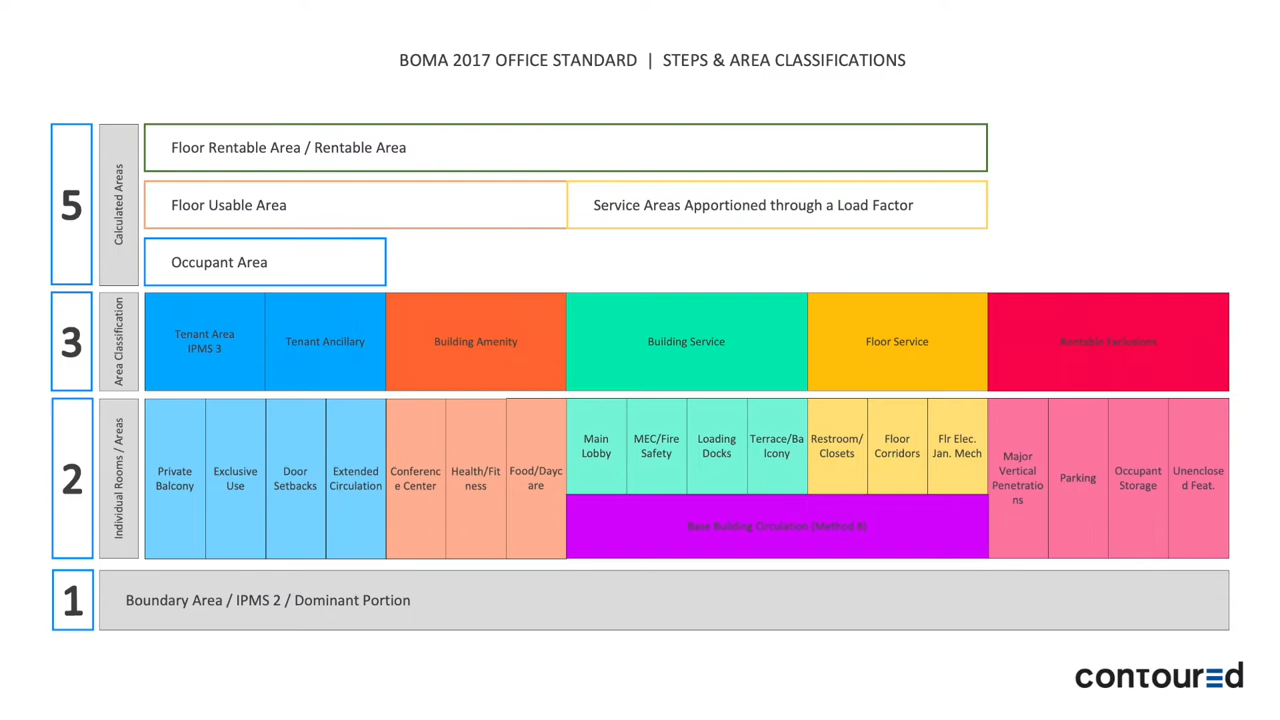 BOMA 2017 OFFICE STANDARD | STEPS & AREA CLASSIFICATIONS
5
Calculated Areas
Floor Rentable Area / Rentable Area
Floor Usable Area
Service Areas Apportioned through a Load Factor
Occupant Area
3
Area Classification
Tenant Area
IPMS 3
Tenant Ancillary
Building Amenity
Building Service
Floor Service
Rentable Exclusions
2
Individual Rooms / Areas
Private
Balcony
Exclusive
Use
Door
Setbacks
Extended
Circulation
Conferenc
e Center
Health/Fit
ness
Food/Dayc
are
Main
Lobby
MEC/Fire
Safety
Loading
Docks
Terrace/Ba
lcony
Restroom/
Closets
Floor
Corridors
Flr Elec.
Jan. Mech
Base Building Circulation (Method B)
Major
Vertical
Penetratio
ns
Parking
Occupant
Storage
Unenclose
d Feat.
1
Boundary Area / IPMS 2 / Dominant Portion
contoured